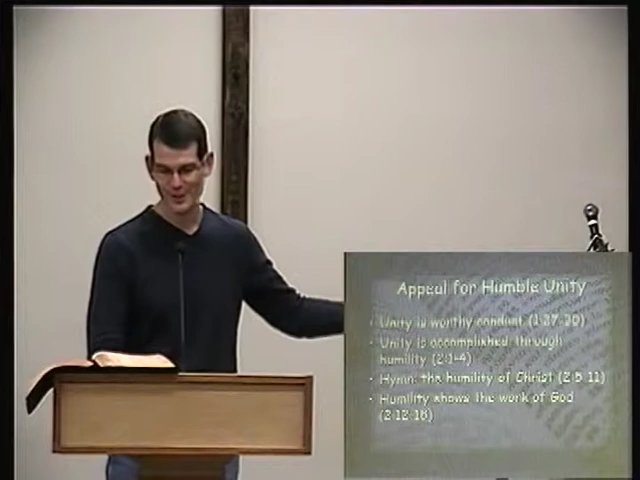 Appeal for Humble Unity
• Unity is worthy conduct (1:27-30)
• Unity is accomplished through
humility (2:1-4)
• Hymn: the humility of Christ (2:5-11)
• Humility shows the work of God
(2:12-18)